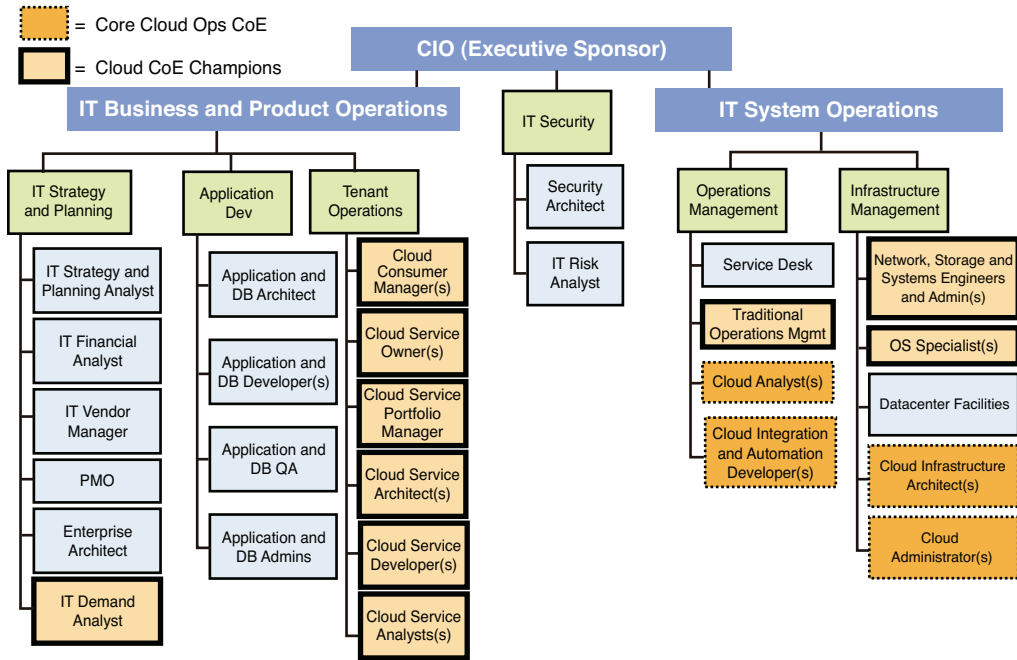 = Core Cloud Ops CoE
= Cloud CoE Champions
CIO (Executive Sponsor)
IT Business and Product Operations
IT System Operations
IT Security
Security
Architect
IT Risk
Analyst
IT Strategy
and Planning
IT Strategy and
Planning Analyst
IT Financial
Analyst
IT Vendor
Manager
PMO
Enterprise
Architect
IT Demand
Analyst
Application
Dev
Application and
DB Architect
Application and
DB Developer(s)
Application and
DB QA
Application and
DB Admins
Tenant
Operations
Cloud
Consumer
Manager(s)
Cloud Service
Owner(s)
Cloud Service
Portfolio
Manager
Cloud Service
Architect(s)
Cloud Service
Developer(s)
Cloud Service
Analysts(s)
Operations
Management
Service Desk
Traditional
Operations Mgmt
Cloud Analyst(s)
Cloud Integration
and Automation
Developer(s)
Infrastructure
Management
Network, Storage and
Systems Engineers
and Admin(s)
OS Specialist(s)
Datacenter Facilities
Cloud Infrastructure
Architect(s)
Cloud
Administrator(s)